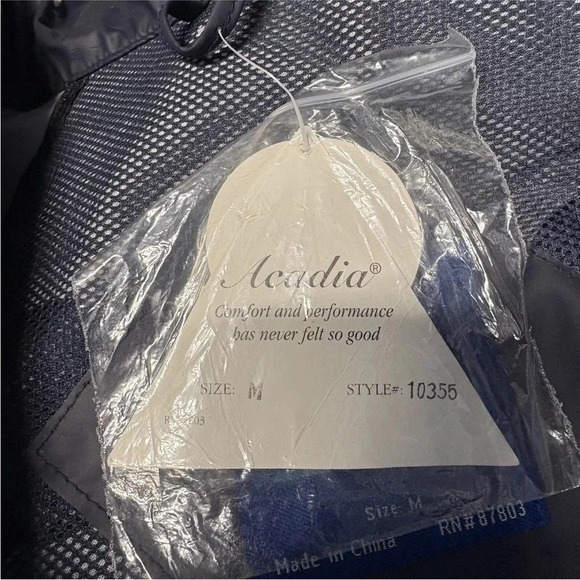 Acadia®
Comfort and performance
has never felt so good
SIZE: M STYLE#: 10355
Size: M
Made in China RN#87803